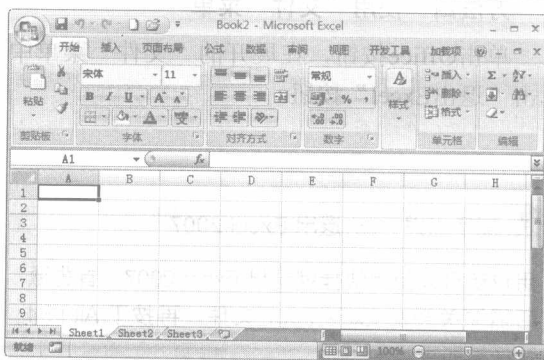 Book2 - Microsoft Excel
开始 插入 页面布局 公式 数据 审阅 视图 开发工具 加载项
宋体 11 常规 插入 Σ
粘贴 B I U A A % , 样式 删除
A 变 格式
剪贴板 字体 对齐方式 数字 单元格 编辑
A1 fx
A B C D E F G H
1
2
3
4
5
6
7
8
9
Sheet1 Sheet2 Sheet3
就绪 100%